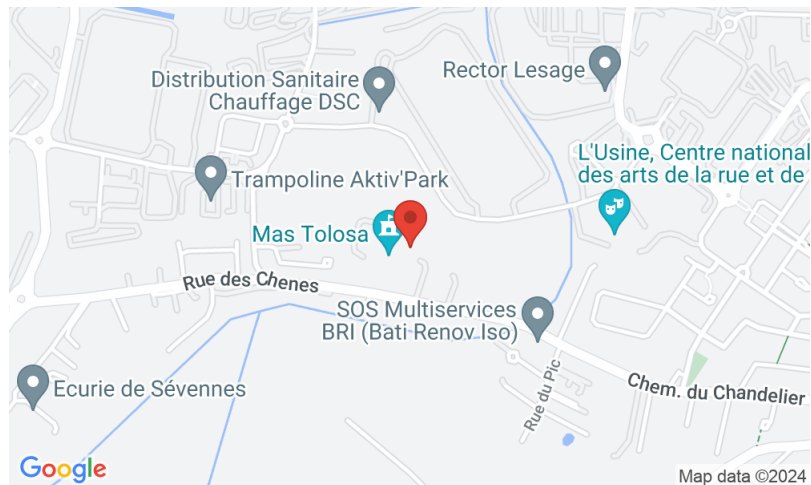 Distribution Sanitaire
Chauffage DSC
Rector Lesage
L'Usine, Centre national
des arts de la rue et de
Trampoline Aktiv'Park
Mas Tolosa
Rue des Chenes
SOS Multiservices
BRI (Bati Renov Iso)
Rue du Pic
Chem. du Chandelier
Ecurie de Sévennes
Google
Map data ©2024